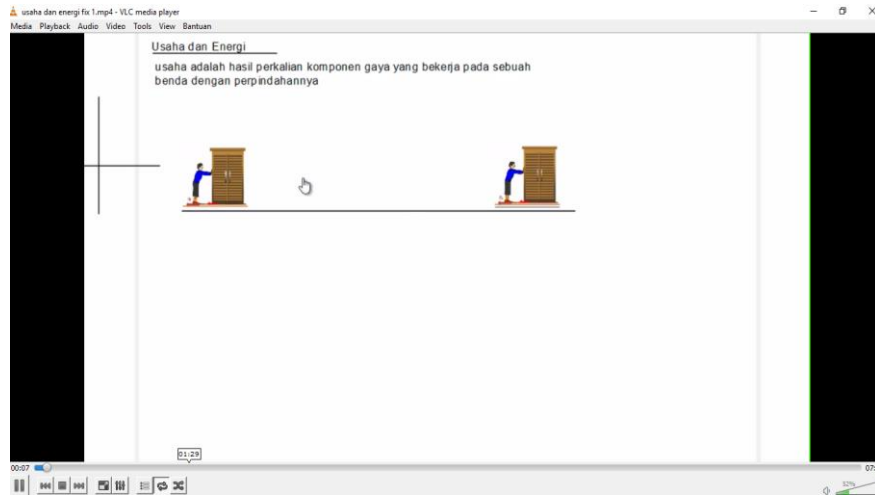 usaha dan energi fix 1.mp4 - VLC media player
Media Playback Audio Video Tools View Bantuan
Usaha dan Energi
usaha adalah hasil perkalian komponen gaya yang bekerja pada sebuah
benda dengan perpindahannya
01:29
00:07